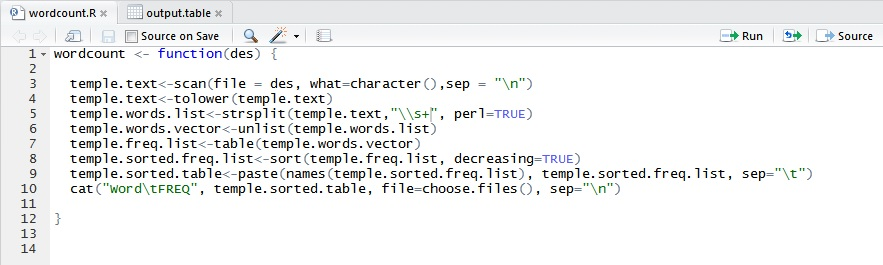 wordcount.R × output.table ×
Source on Save Run Source
1 wordcount <- function(des) {
2
3 temple.text<-scan(file = des, what=character(),sep = "\n")
4 temple.text<-tolower(temple.text)
5 temple.words.list<-strsplit(temple.text,"\\s+", perl=TRUE)
6 temple.words.vector<-unlist(temple.words.list)
7 temple.freq.list<-table(temple.words.vector)
8 temple.sorted.freq.list<-sort(temple.freq.list, decreasing=TRUE)
9 temple.sorted.table<-paste(names(temple.sorted.freq.list), temple.sorted.freq.list, sep="\t")
10 cat("Word\tFREQ", temple.sorted.table, file=choose.files(), sep="\n")
11
12 }
13
14